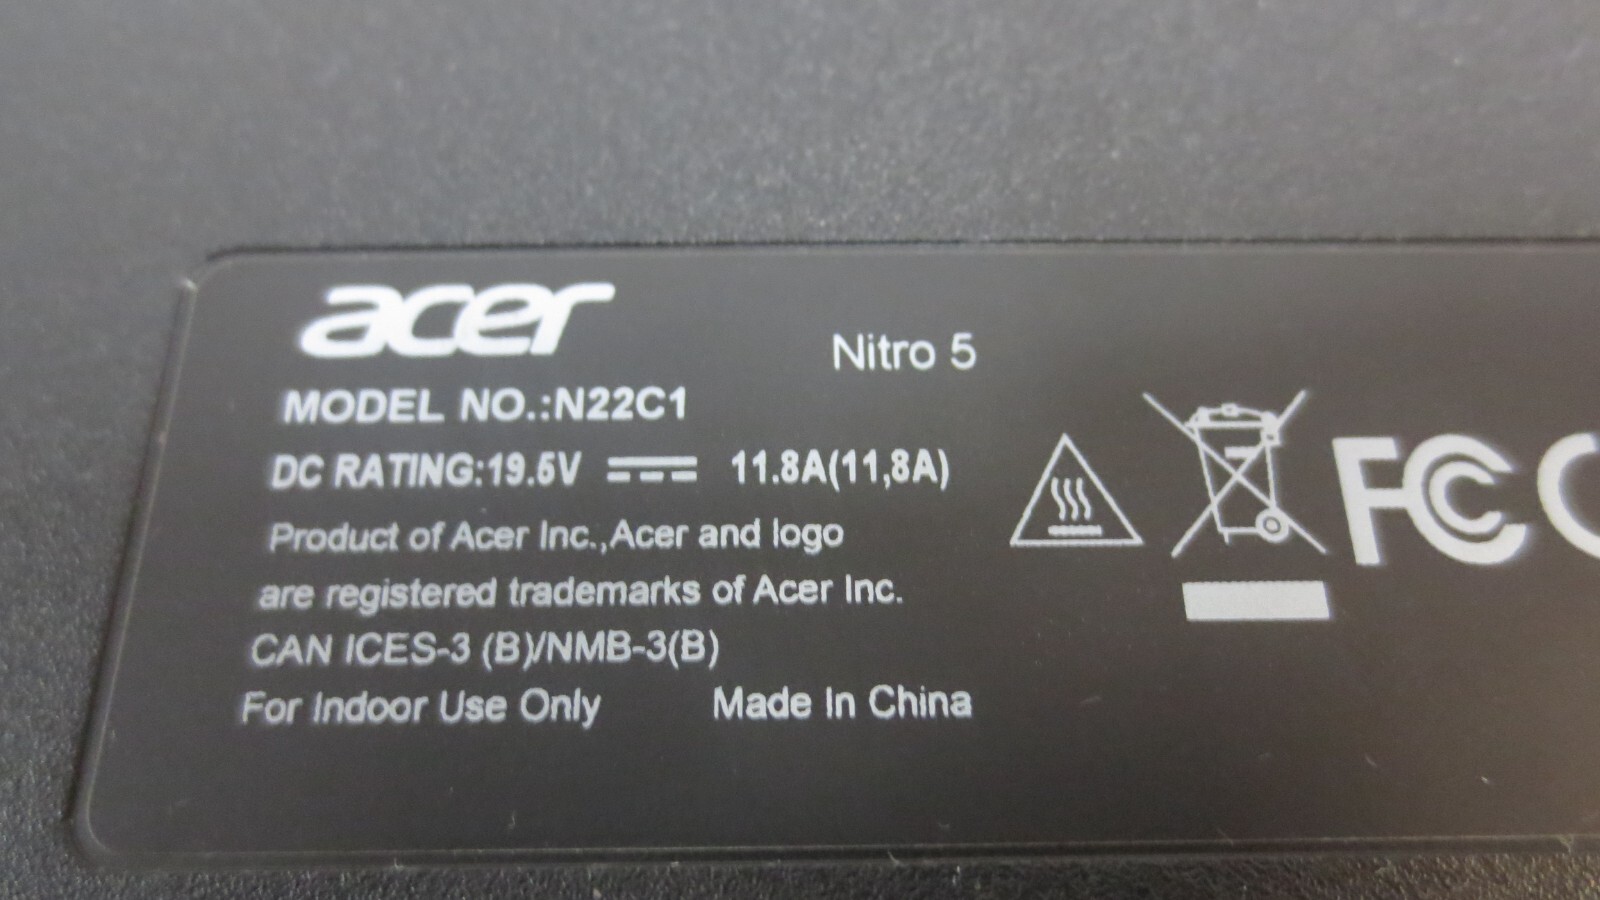 acer
Nitro 5
MODEL NO.:N22C1
DC RATING:19.5V 11.8A(11,8A)
Product of Acer Inc.,Acer and logo
are registered trademarks of Acer Inc.
CAN ICES-3 (B)/NMB-3(B)
For Indoor Use Only Made In China
FC